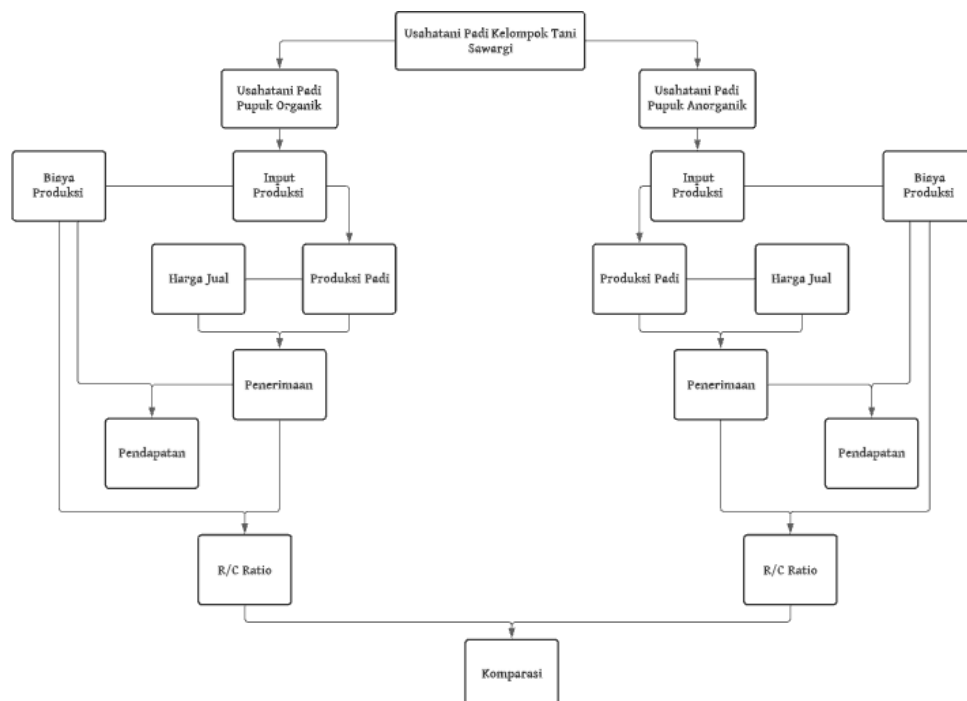 Usahatani Padi Kelompok Tani
Sawargi
Usahatani Padi
Pupuk Organik
Usahatani Padi
Pupuk Anorganik
Biaya
Produksi
Input
Produksi
Input
Produksi
Biaya
Produksi
Harga Jual
Produksi Padi
Produksi Padi
Harga Jual
Penerimaan
Penerimaan
Pendapatan
Pendapatan
R/C Ratio
R/C Ratio
Komparasi